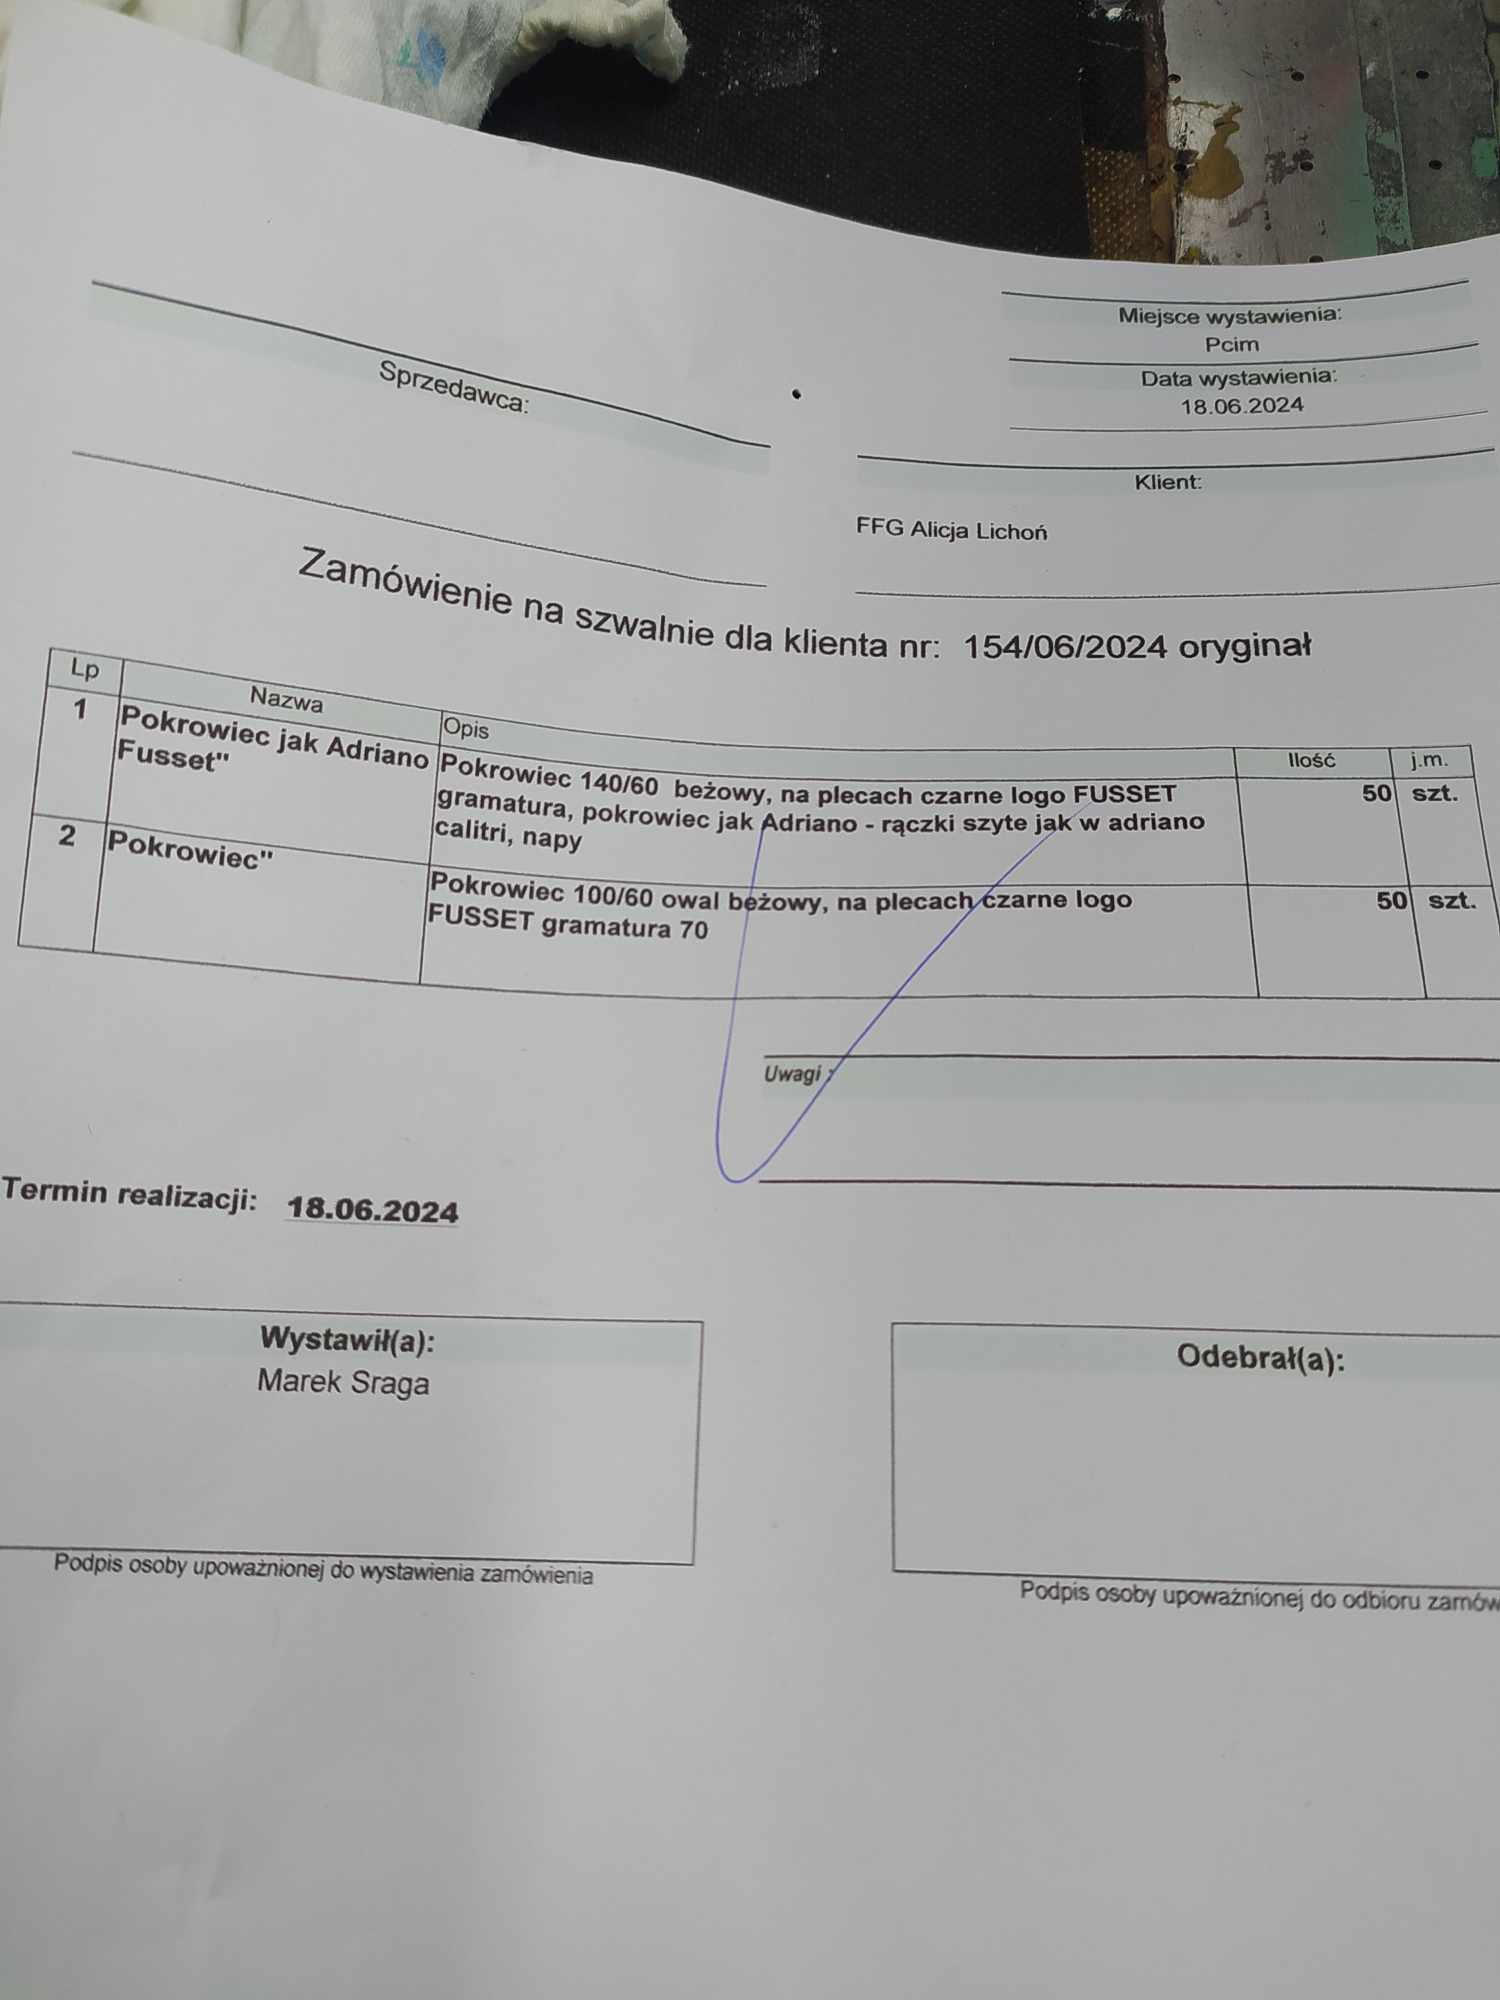 Miejsce wystawienia:
Pcim
Data wystawienia:
18.06.2024
Sprzedawca:
Klient:
FFG Alicja Lichoń
Zamówienie na szwalnie dla klienta nr: 154/06/2024 oryginał
Lp Nazwa Opis Ilość j.m.
1 Pokrowiec jak Adriano Fusset" Pokrowiec 140/60 beżowy, na plecach czarne logo FUSSET 50 szt.
gramatura, pokrowiec jak Adriano - rączki szyte jak w adriano
calitri, napy
2 Pokrowiec" Pokrowiec 100/60 owal beżowy, na plecach czarne logo 50 szt.
FUSSET gramatura 70
Uwagi :
Termin realizacji: 18.06.2024
Wystawił(a):
Marek Sraga
Podpis osoby upoważnionej do wystawienia zamówienia
Odebrał(a):
Podpis osoby upoważnionej do odbioru zamów